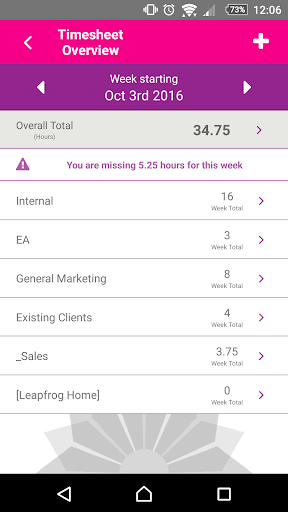 73% 12:06
Timesheet
Overview
Week starting
Oct 3rd 2016
Overall Total 34.75
(Hours)
You are missing 5.25 hours for this week
Internal 16
Week Total
EA 3
Week Total
General Marketing 8
Week Total
Existing Clients 4
Week Total
_Sales 3.75
Week Total
[Leapfrog Home] 0
Week Total